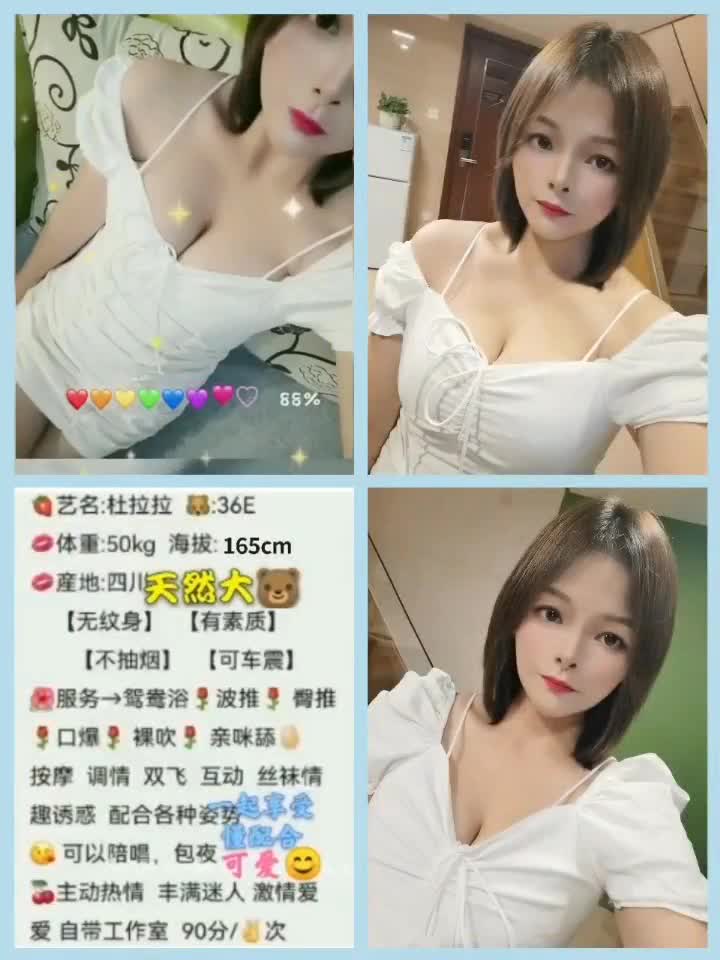 88%
🍓艺名:杜拉拉 🐻:36E
💋体重:50kg 海拔: 165cm
💋産地:四川天然大🐻
【无纹身】 【有素质】
【不抽烟】 【可车震】
🌺服务→鸳鸯浴🌹波推🌹臀推
🌹口爆🌹 裸吹🌹 亲咪舔🥚
按摩 调情 双飞 互动 丝袜情
趣诱惑 配合各种姿势
一起享受
懂配合
😘可以陪唱，包夜
可爱😊
🍒主动热情 丰满迷人 激情爱
爱 自带工作室 90分/✌️次